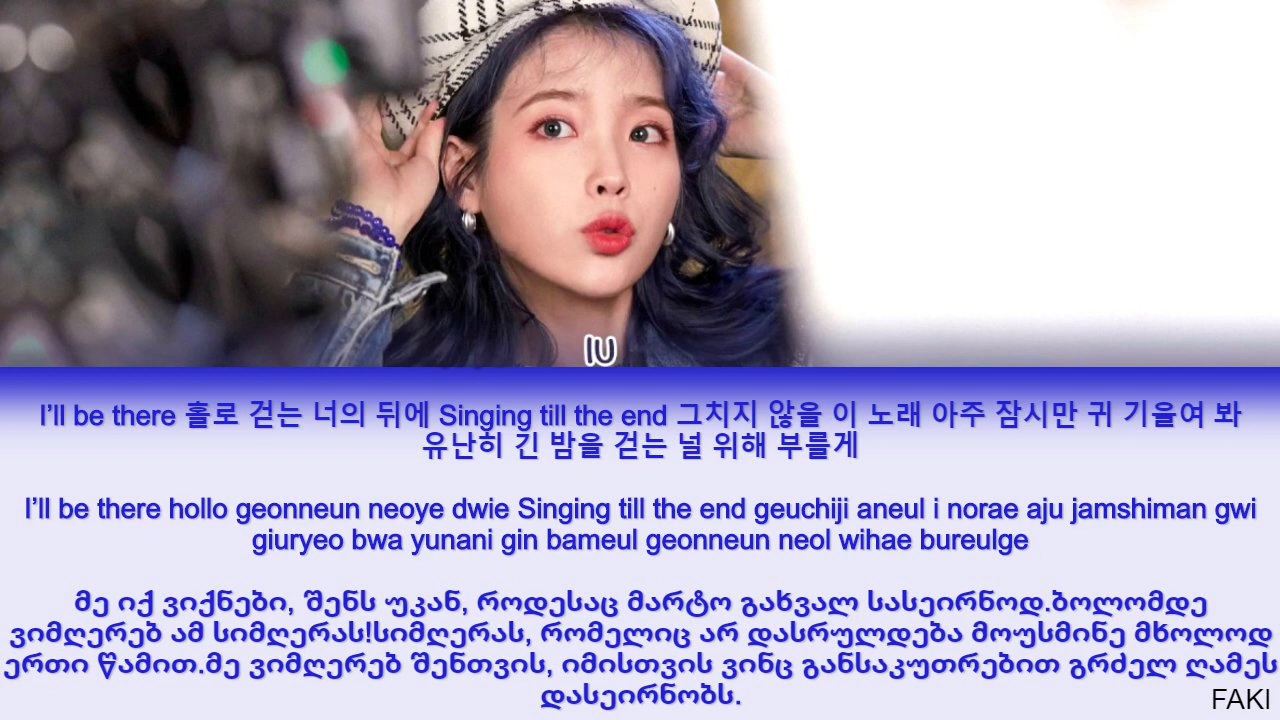 IU
I’ll be there 홀로 걷는 너의 뒤에 Singing till the end 그치지 않을 이 노래 아주 잠시만 귀 기울여 봐
유난히 긴 밤을 걷는 널 위해 부를게
I’ll be there hollo geonneun neoye dwie Singing till the end geuchiji aneul i norae aju jamshiman gwi
giuryeo bwa yunani gin bameul geonneun neol wihae bureulge
მე იქ ვიქნები, შენს უკან, როდესაც მარტო გახვალ სასეირნოდ.ბოლომდე
ვიმღერებ ამ სიმღერას!სიმღერას, რომელიც არ დასრულდება მოუსმინე მხოლოდ
ერთი წამით.მე ვიმღერებ შენთვის, იმისთვის ვინც განსაკუთრებით გრძელ ღამეს
დასეირნობს.
FAKI